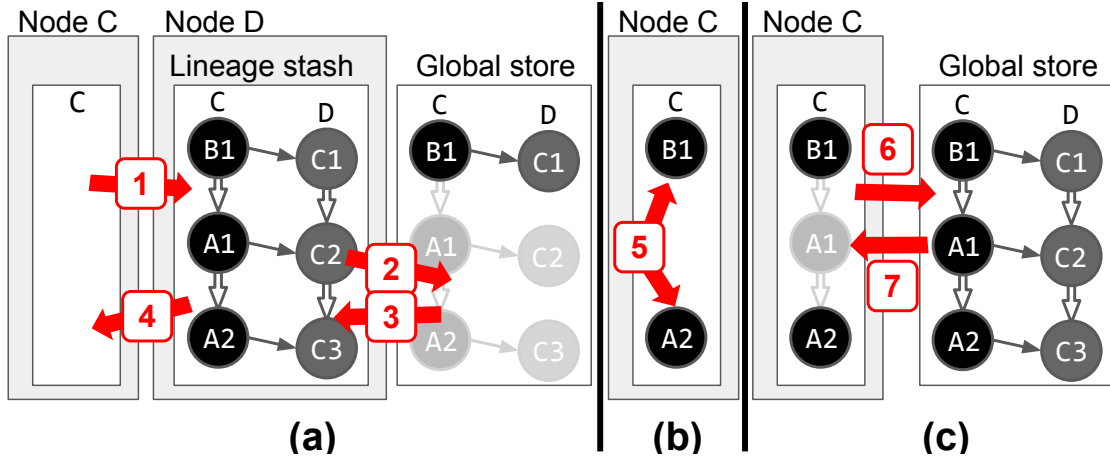 Node C
Node D
Lineage stash
Global store
C
C
D
C
D
B1
C1
B1
C1
1
A1
C2
2
A1
C2
4
3
A2
C3
A2
C3
(a)
Node C
C
B1
5
A2
(b)
Node C
Global store
C
C
D
B1
6
B1
C1
A1
7
A1
C2
A2
A2
C3
(c)